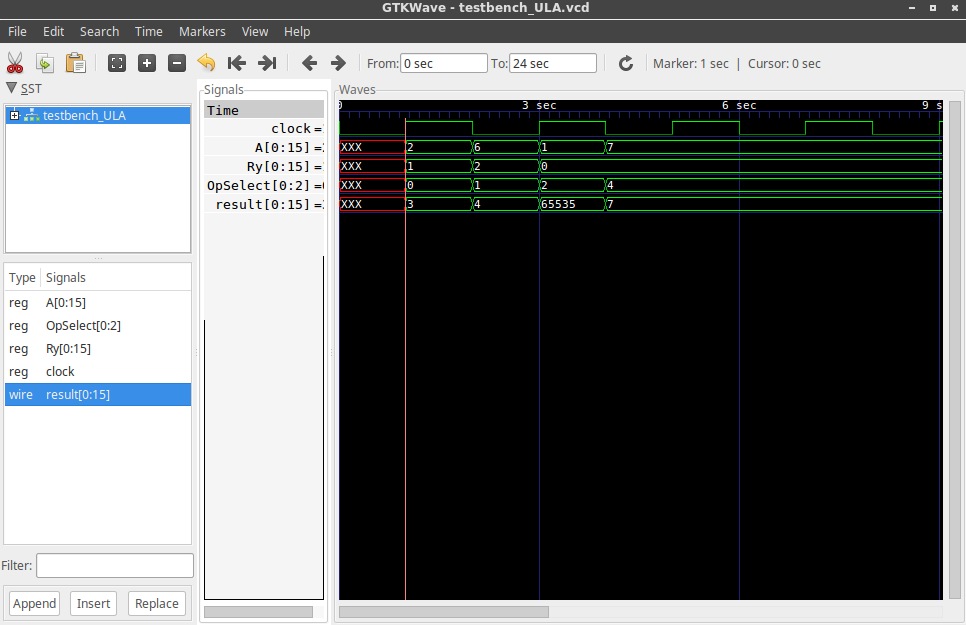 GTKWave - testbench_ULA.vcd
File Edit Search Time Markers View Help
From: 0 sec To: 24 sec Marker: 1 sec | Cursor: 0 sec
SST
testbench_ULA
Type Signals
reg A[0:15]
reg OpSelect[0:2]
reg Ry[0:15]
reg clock
wire result[0:15]
Filter:
Append Insert Replace
Signals
Time
clock =
A[0:15] =
Ry[0:15] =
OpSelect[0:2] =
result[0:15] =
Waves
0 3 sec 6 sec 9 s
XXX 2 6 1 7
XXX 1 2 0
XXX 0 1 2 4
XXX 3 4 65535 7